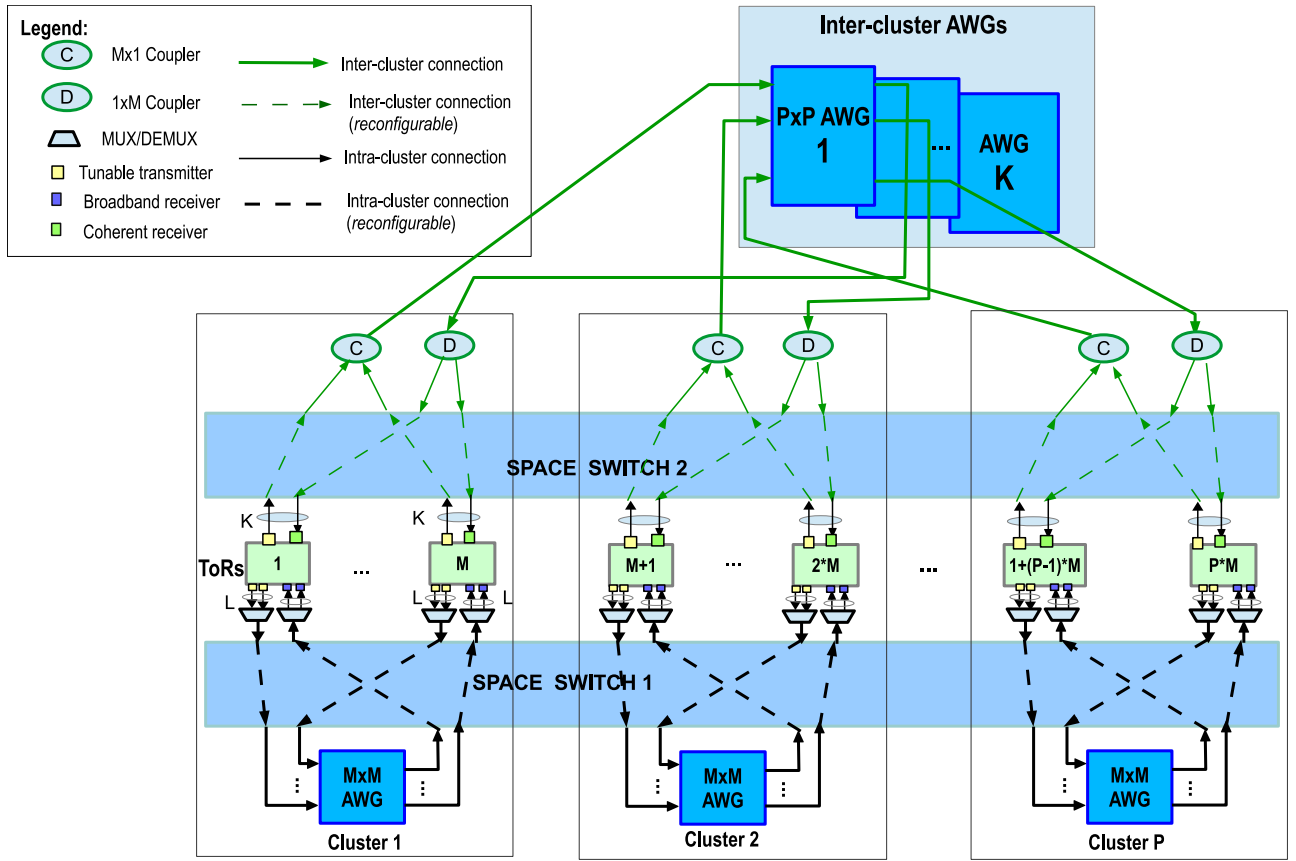 Legend:
C
Mx1 Coupler
D
1xM Coupler
MUX/DEMUX
Tunable transmitter
Broadband receiver
Coherent receiver
Inter-cluster connection
Inter-cluster connection
(reconfigurable)
Intra-cluster connection
Intra-cluster connection
(reconfigurable)
Inter-cluster AWGs
PxP AWG
1
...
AWG
K
C
D
C
D
C
D
SPACE SWITCH 2
K
K
ToRs
1
...
M
M+1
...
2*M
...
1+(P-1)*M
P*M
L
L
L
SPACE SWITCH 1
...
MxM
AWG
...
...
MxM
AWG
...
...
MxM
AWG
...
Cluster 1
Cluster 2
Cluster P